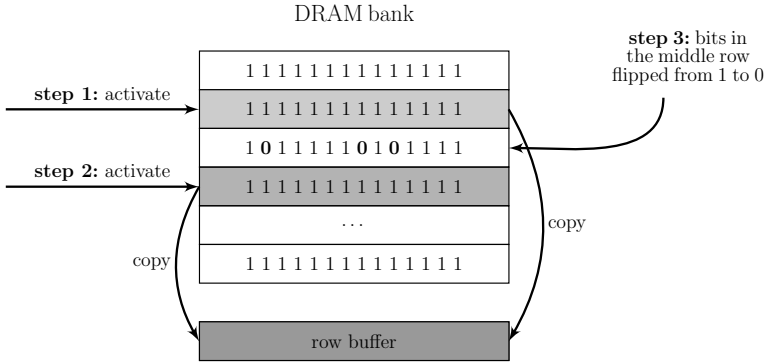 DRAM bank
step 3: bits in
the middle row
flipped from 1 to 0
1 1 1 1 1 1 1 1 1 1 1 1 1 1
step 1: activate
1 1 1 1 1 1 1 1 1 1 1 1 1 1
1 0 1 1 1 1 1 0 1 0 1 1 1 1
step 2: activate
1 1 1 1 1 1 1 1 1 1 1 1 1 1
...
copy
copy
1 1 1 1 1 1 1 1 1 1 1 1 1 1
row buffer